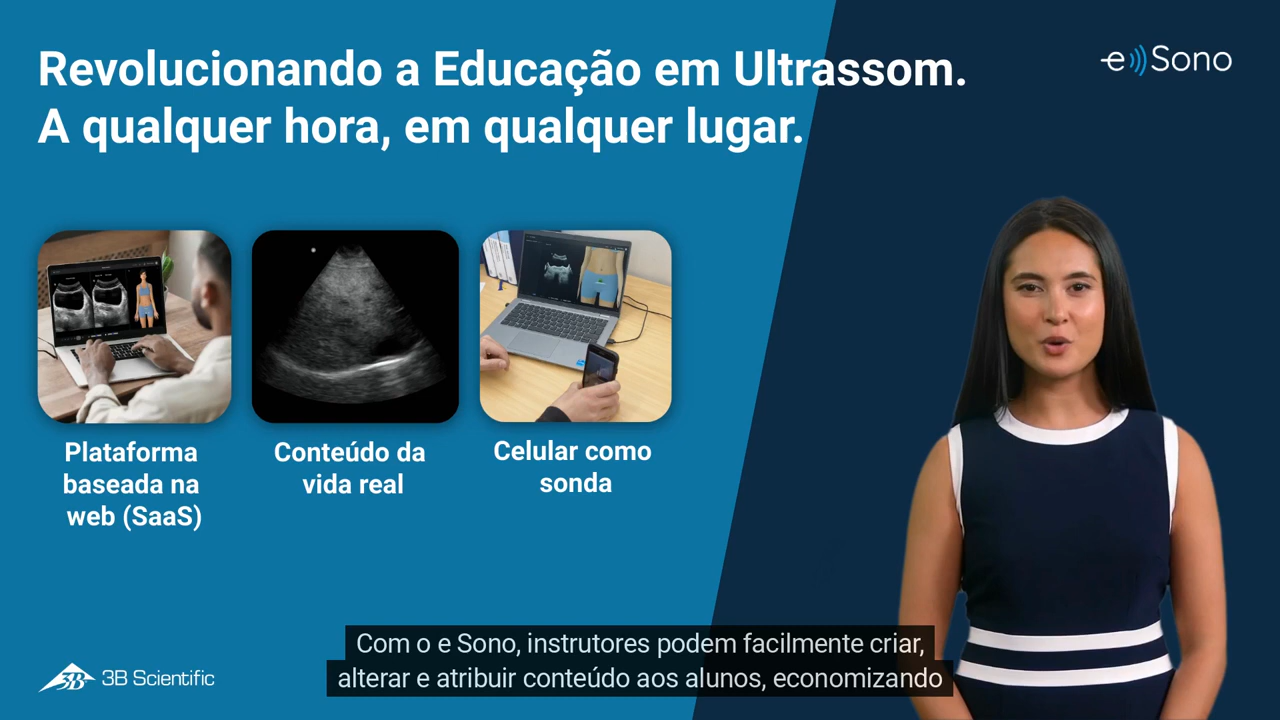 Revolucionando a Educação em Ultrassom.
A qualquer hora, em qualquer lugar.
e Sono
Plataforma
baseada na
web (SaaS)
Conteúdo da
vida real
Celular como
sonda
Com o e Sono, instrutores podem facilmente criar,
alterar e atribuir conteúdo aos alunos, economizando
3B Scientific